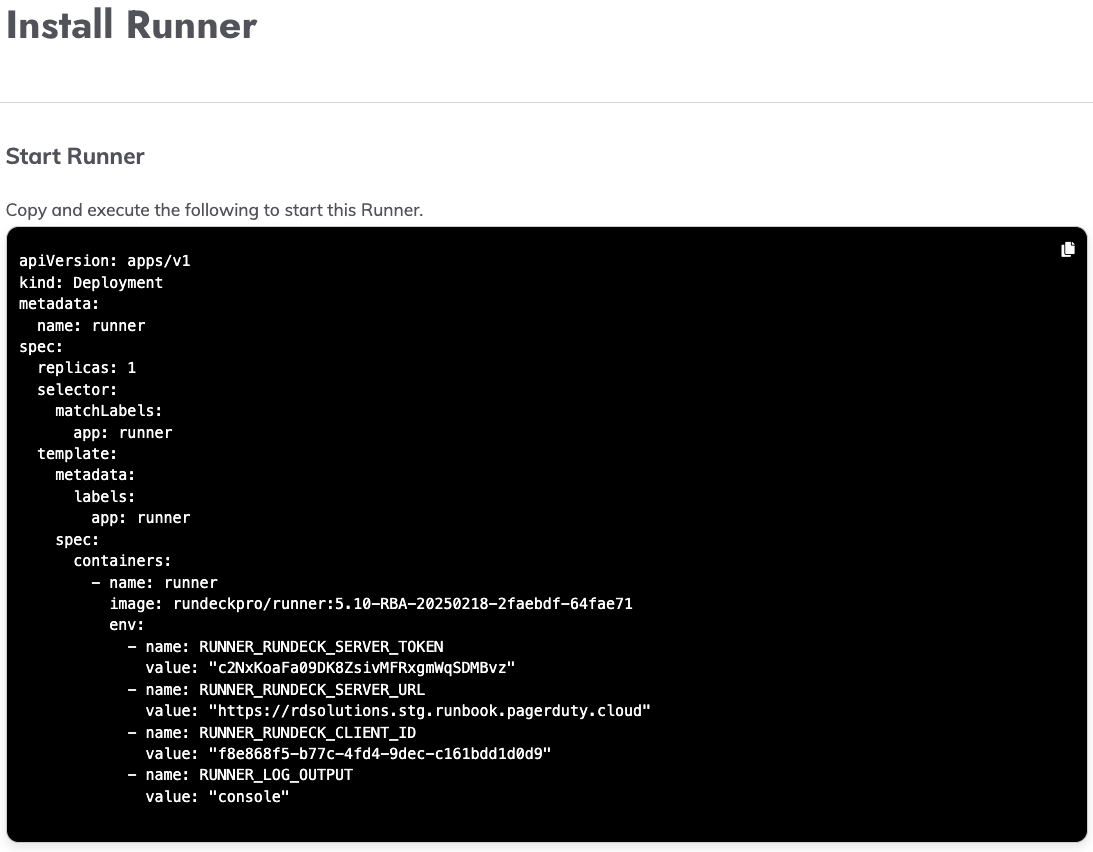 Install Runner
Start Runner
Copy and execute the following to start this Runner.
apiVersion: apps/v1
kind: Deployment
metadata:
  name: runner
spec:
  replicas: 1
  selector:
    matchLabels:
      app: runner
  template:
    metadata:
      labels:
        app: runner
    spec:
      containers:
        - name: runner
          image: rundeckpro/runner:5.10-RBA-20250218-2faebdf-64fae71
          env:
            - name: RUNNER_RUNDECK_SERVER_TOKEN
              value: "c2NxKoaFa09DK8ZsivMFRxgmWqSDMBvz"
            - name: RUNNER_RUNDECK_SERVER_URL
              value: "https://rdsolutions.stg.runbook.pagerduty.cloud"
            - name: RUNNER_RUNDECK_CLIENT_ID
              value: "f8e868f5-b77c-4fd4-9dec-c161bdd1d0d9"
            - name: RUNNER_LOG_OUTPUT
              value: "console"